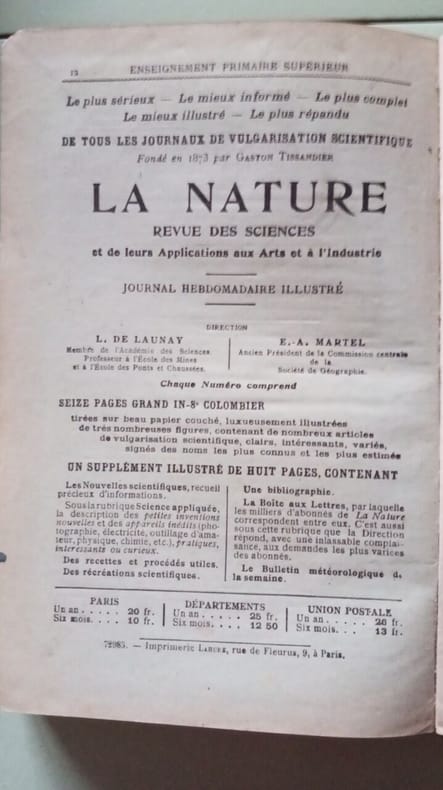 12 ENSEIGNEMENT PRIMAIRE SUPÉRIEUR
Le plus sérieux — Le mieux informé — Le plus complet
Le mieux illustré — Le plus répandu
DE TOUS LES JOURNAUX DE VULGARISATION SCIENTIFIQUE
Fondé en 1873 par GASTON TISSANDIER
LA NATURE
REVUE DES SCIENCES
et de leurs Applications aux Arts et à l'Industrie
JOURNAL HEBDOMADAIRE ILLUSTRÉ
DIRECTION
L. DE LAUNAY
Membre de l'Académie des Sciences
Professeur à l'École des Mines
et à l'École des Ponts et Chaussées.
E.-A. MARTEL
Ancien Président de la Commission centrale
de la
Société de Géographie.
Chaque Numéro comprend
SEIZE PAGES GRAND IN-8° COLOMBIER
tirées sur beau papier couché, luxueusement illustrées
de très nombreuses figures, contenant de nombreux articles
de vulgarisation scientifique, clairs, intéressants, variés,
signés des noms les plus connus et les plus estimés
UN SUPPLÉMENT ILLUSTRÉ DE HUIT PAGES, CONTENANT
Les Nouvelles scientifiques, recueil
précieux d'informations.
Sous la rubrique Science appliquée,
la description des petites inventions
nouvelles et des appareils inédits (pho-
tographie, électricité, outillage d'ama-
teur, physique, chimie, etc.), pratiques,
intéressants ou curieux.
Des recettes et procédés utiles.
Des récréations scientifiques.
Une bibliographie.
La Boîte aux Lettres, par laquelle
les milliers d'abonnés de La Nature
correspondent entre eux. C'est aussi
sous cette rubrique que la Direction
répond, avec une inlassable complai-
sance, aux demandes les plus variées
des abonnés.
Le Bulletin météorologique de
la semaine.
PARIS
Un an . . . . . 20 fr.
Six mois. . . . 10 fr.
DÉPARTEMENTS
Un an . . . . . 25 fr.
Six mois. . . . 12 50
UNION POSTALE
Un an . . . . . 26 fr.
Six mois. . . . 13 fr.
72985. — Imprimerie LAHURE, rue de Fleurus, 9, à Paris.